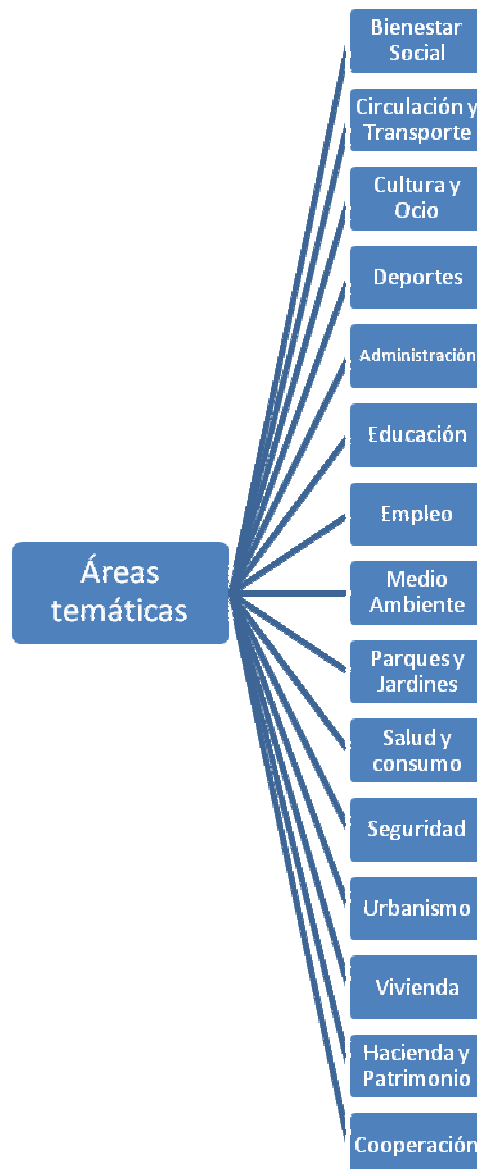 Áreas
temáticas
Bienestar
Social
Circulación y
Transporte
Cultura y
Ocio
Deportes
Administración
Educación
Empleo
Medio
Ambiente
Parques y
Jardines
Salud y
consumo
Seguridad
Urbanismo
Vivienda
Hacienda y
Patrimonio
Cooperación